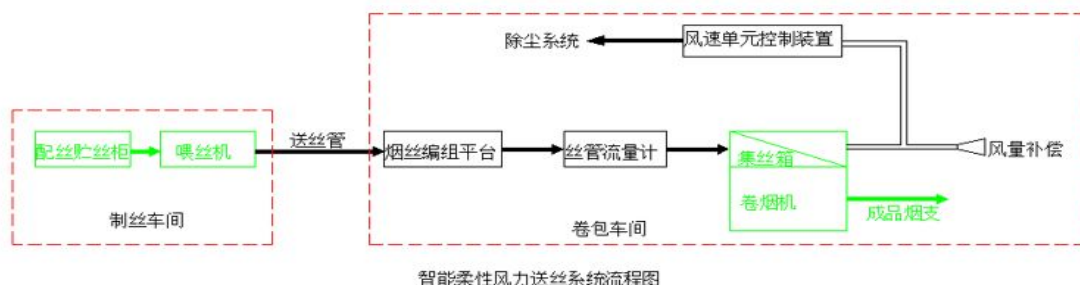 除尘系统
风速单元控制装置
配丝贮丝柜
喂丝机
送丝管
烟丝编组平台
丝管流量计
集丝箱
风量补偿
卷烟机
成品烟支
制丝车间
卷包车间
智能柔性风力送丝系统流程图